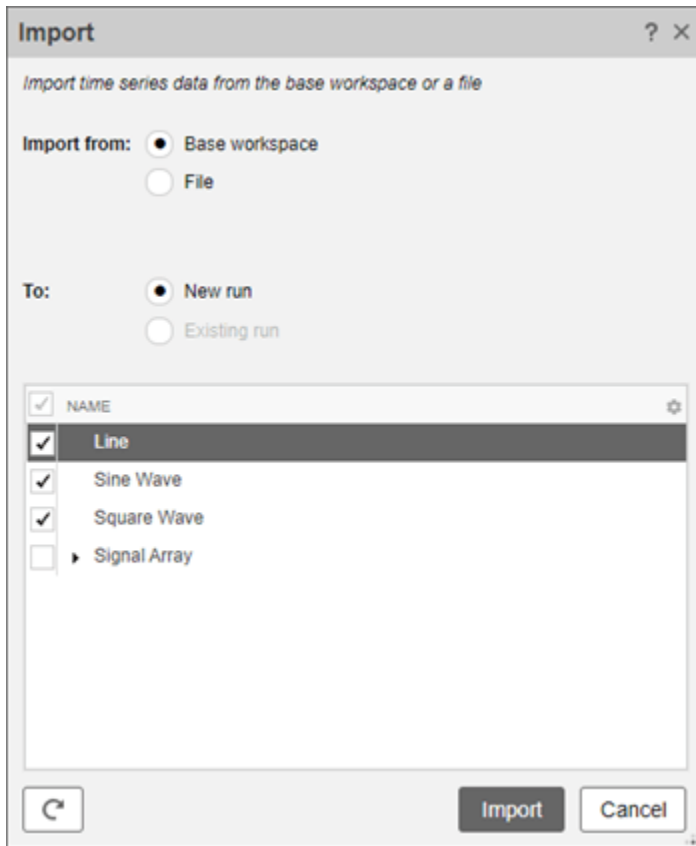 Import ?
Import time series data from the base workspace or a file
Import from: Base workspace
File
To: New run
Existing run
NAME
Line
Sine Wave
Square Wave
Signal Array
Import Cancel